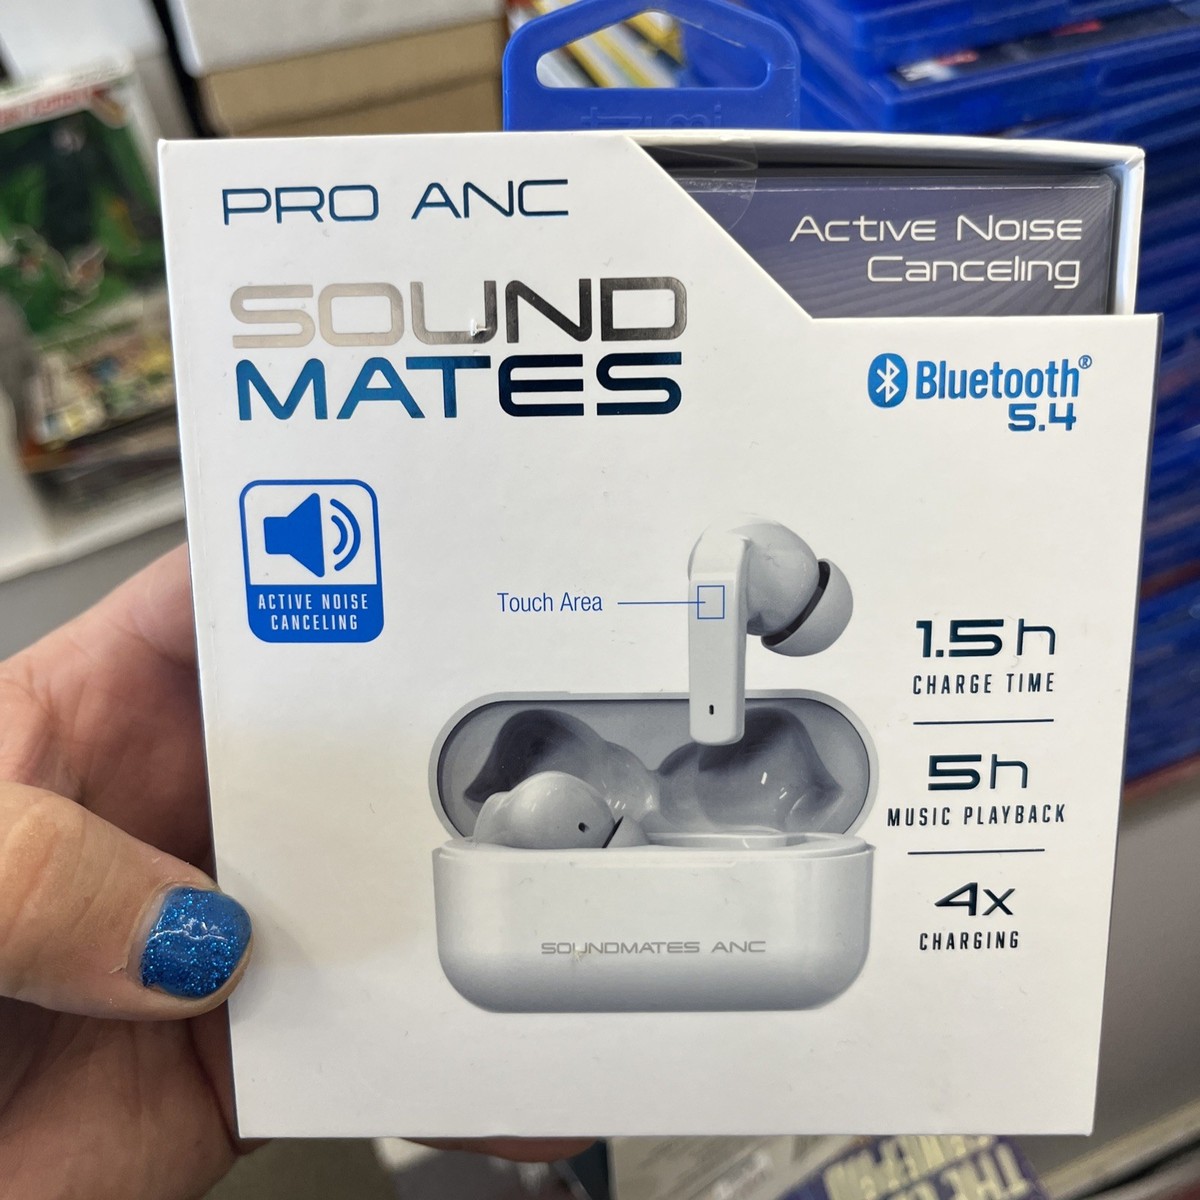 tzumi
PRO ANC
Active Noise
Canceling
SOUND
MATES
Bluetooth®
5.4
ACTIVE NOISE
CANCELING
Touch Area
1.5h
CHARGE TIME
5h
MUSIC PLAYBACK
4x
CHARGING
SOUNDMATES ANC